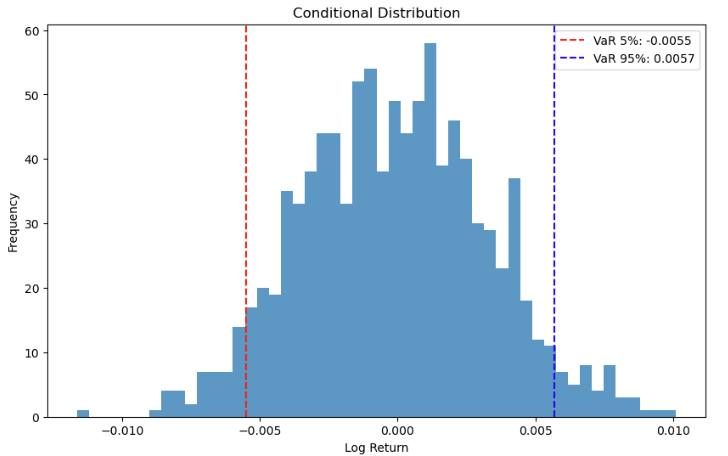 Conditional Distribution
VaR 5%: -0.0055
VaR 95%: 0.0057
60
50
40
30
20
10
0
Frequency
−0.010
−0.005
0.000
0.005
0.010
Log Return